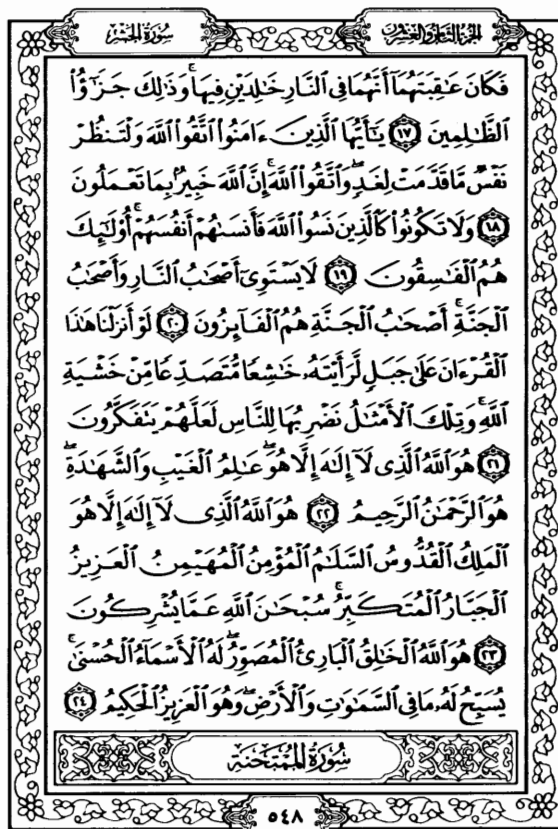 الجزء الثامن والعشرون
سورة الحشر
فَكَانَ عَٰقِبَتَهُمَآ أَنَّهُمَا فِى ٱلنَّارِ خَٰلِدَيْنِ فِيهَا ۚ وَذَٰلِكَ جَزَٰٓؤُا۟
ٱلظَّٰلِمِينَ ١٧ يَٰٓأَيُّهَا ٱلَّذِينَ ءَامَنُوا۟ ٱتَّقُوا۟ ٱللَّهَ وَلْتَنظُرْ
نَفْسٌ مَّا قَدَّمَتْ لِغَدٍ ۖ وَٱتَّقُوا۟ ٱللَّهَ ۚ إِنَّ ٱللَّهَ خَبِيرٌۢ بِمَا تَعْمَلُونَ
١٨ وَلَا تَكُونُوا۟ كَٱلَّذِينَ نَسُوا۟ ٱللَّهَ فَأَنسَىٰهُمْ أَنفُسَهُمْ ۚ أُو۟لَٰٓئِكَ
هُمُ ٱلْفَٰسِقُونَ ١٩ لَا يَسْتَوِىٓ أَصْحَٰبُ ٱلنَّارِ وَأَصْحَٰبُ
ٱلْجَنَّةِ ۚ أَصْحَٰبُ ٱلْجَنَّةِ هُمُ ٱلْفَآئِزُونَ ٢٠ لَوْ أَنزَلْنَا هَٰذَا
ٱلْقُرْءَانَ عَلَىٰ جَبَلٍ لَّرَأَيْتَهُۥ خَٰشِعًا مُّتَصَدِّعًا مِّنْ خَشْيَةِ
ٱللَّهِ ۚ وَتِلْكَ ٱلْأَمْثَٰلُ نَضْرِبُهَا لِلنَّاسِ لَعَلَّهُمْ يَتَفَكَّرُونَ
٢١ هُوَ ٱللَّهُ ٱلَّذِى لَآ إِلَٰهَ إِلَّا هُوَ ۖ عَٰلِمُ ٱلْغَيْبِ وَٱلشَّهَٰدَةِ ۖ
هُوَ ٱلرَّحْمَٰنُ ٱلرَّحِيمُ ٢٢ هُوَ ٱللَّهُ ٱلَّذِى لَآ إِلَٰهَ إِلَّا هُوَ
ٱلْمَلِكُ ٱلْقُدُّوسُ ٱلسَّلَٰمُ ٱلْمُؤْمِنُ ٱلْمُهَيْمِنُ ٱلْعَزِيزُ
ٱلْجَبَّارُ ٱلْمُتَكَبِّرُ ۚ سُبْحَٰنَ ٱللَّهِ عَمَّا يُشْرِكُونَ
٢٣ هُوَ ٱللَّهُ ٱلْخَٰلِقُ ٱلْبَارِئُ ٱلْمُصَوِّرُ ۖ لَهُ ٱلْأَسْمَآءُ ٱلْحُسْنَىٰ ۚ
يُسَبِّحُ لَهُۥ مَا فِى ٱلسَّمَٰوَٰتِ وَٱلْأَرْضِ ۖ وَهُوَ ٱلْعَزِيزُ ٱلْحَكِيمُ ٢٤
سورة الممتحنة
٥٤٨